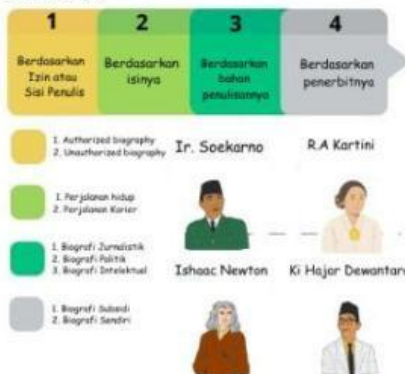 1 2 3 4
Berdasarkan Izin atau Sisi Penulis
Berdasarkan isinya
Berdasarkan bahan penulisannya
Berdasarkan penerbitnya
1. Authorized biography
2. Unauthorized biography
Ir. Soekarno
R.A Kartini
1. Perjalanan hidup
2. Perjalanan Karier
1. Biografi Jurnalistik
2. Biografi Politik
3. Biografi Intelektual
Ishaac Newton
Ki Hajar Dewantara
1. Biografi Subsidi
2. Biografi Sendiri